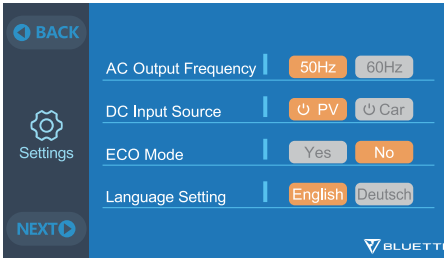 BACK
AC Output Frequency 50Hz 60Hz
DC Input Source PV Car
Settings
ECO Mode Yes No
Language Setting English Deutsch
NEXT
BLUETTI